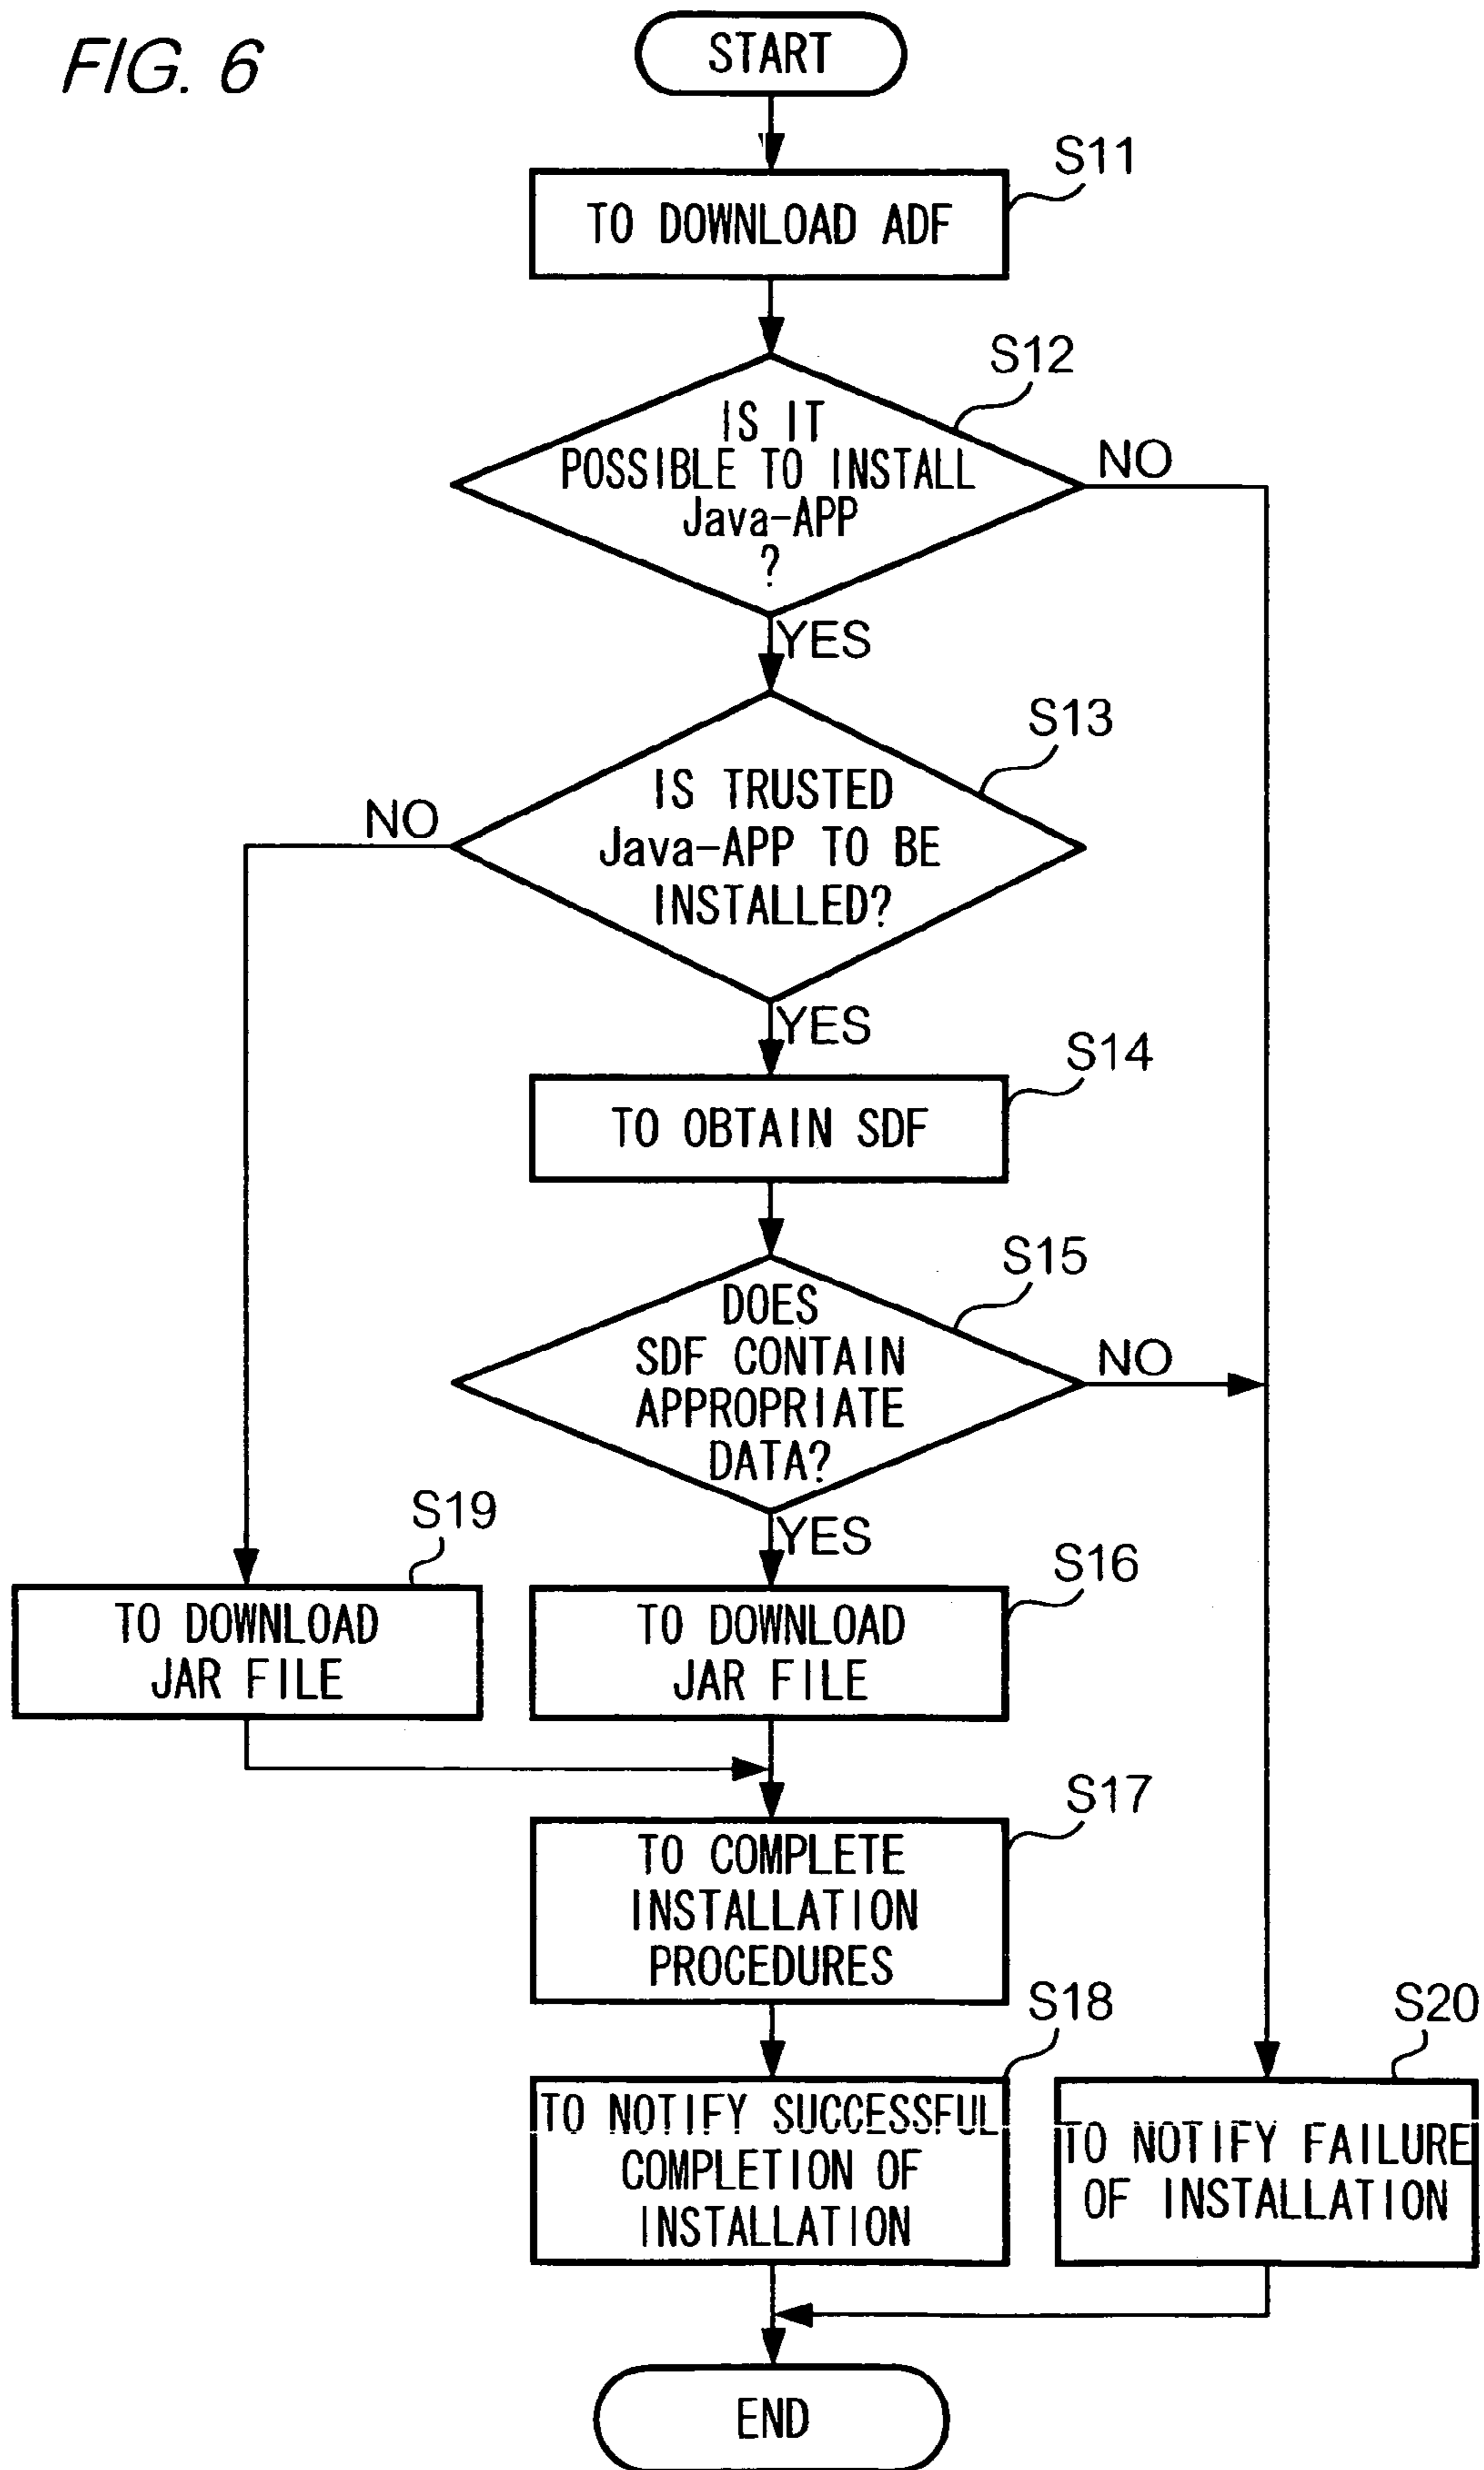 FIG. 6
START
S11
TO DOWNLOAD ADF
S12
IS IT
POSSIBLE TO INSTALL
Java-APP
?
NO
YES
S13
IS TRUSTED
Java-APP TO BE
INSTALLED?
NO
YES
S14
TO OBTAIN SDF
S15
DOES
SDF CONTAIN
APPROPRIATE
DATA?
NO
YES
S19
TO DOWNLOAD
JAR FILE
S16
TO DOWNLOAD
JAR FILE
S17
TO COMPLETE
INSTALLATION
PROCEDURES
S18
TO NOTIFY SUCCESSFUL
COMPLETION OF
INSTALLATION
S20
TO NOTIFY FAILURE
OF INSTALLATION
END